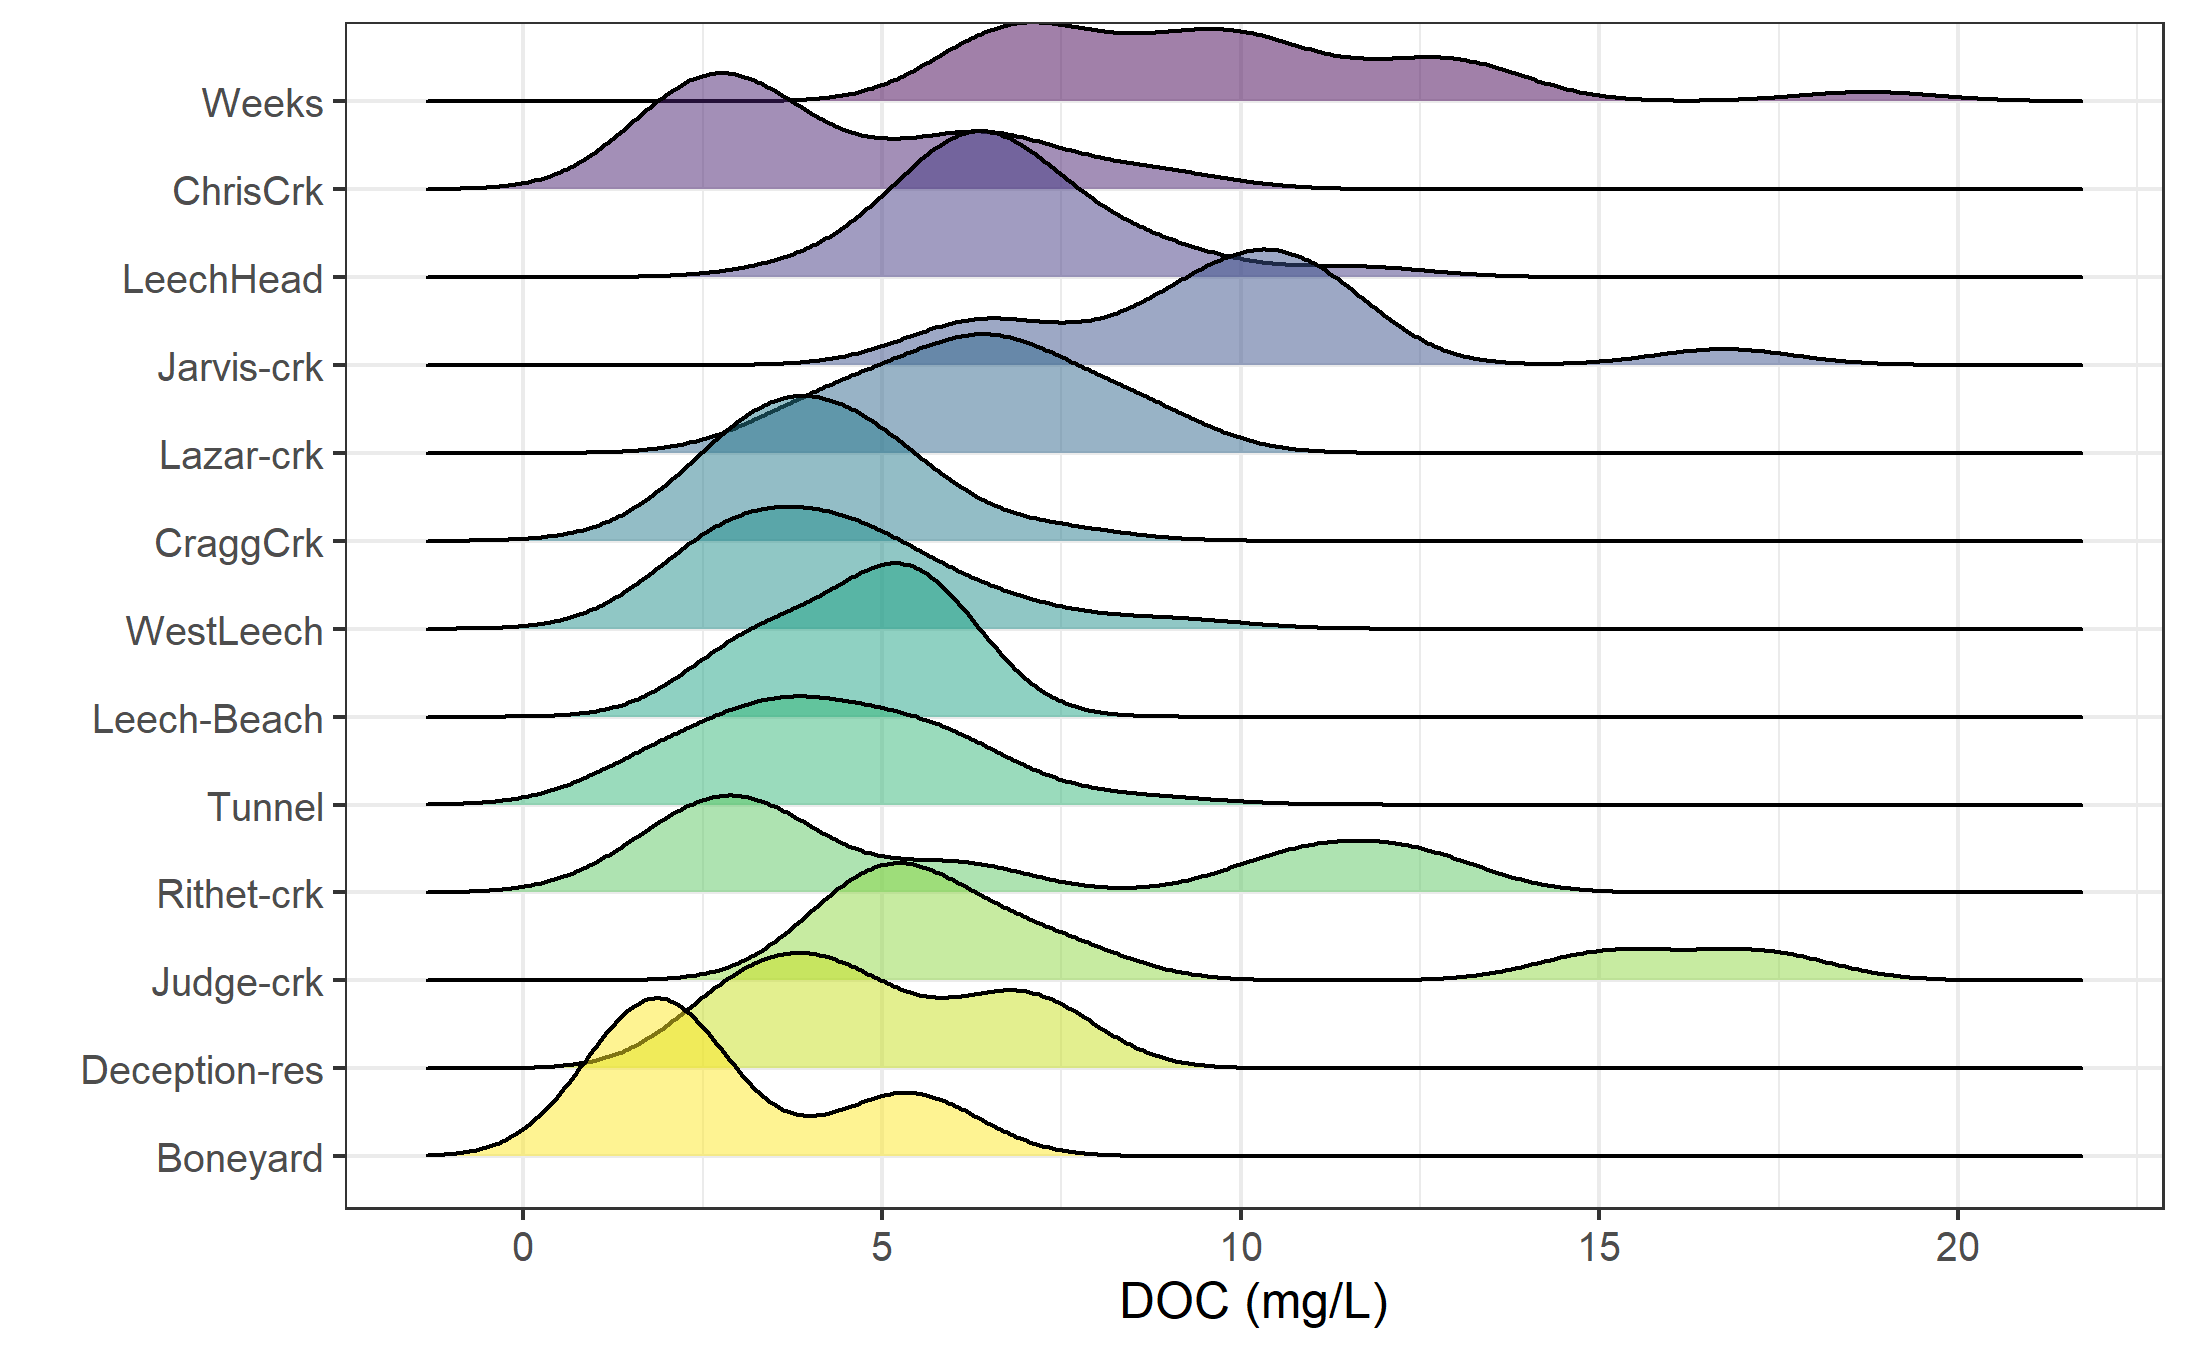 Weeks
ChrisCrk
LeechHead
Jarvis-crk
Lazar-crk
CraggCrk
WestLeech
Leech-Beach
Tunnel
Rithet-crk
Judge-crk
Deception-res
Boneyard
0 5 10 15 20
DOC (mg/L)